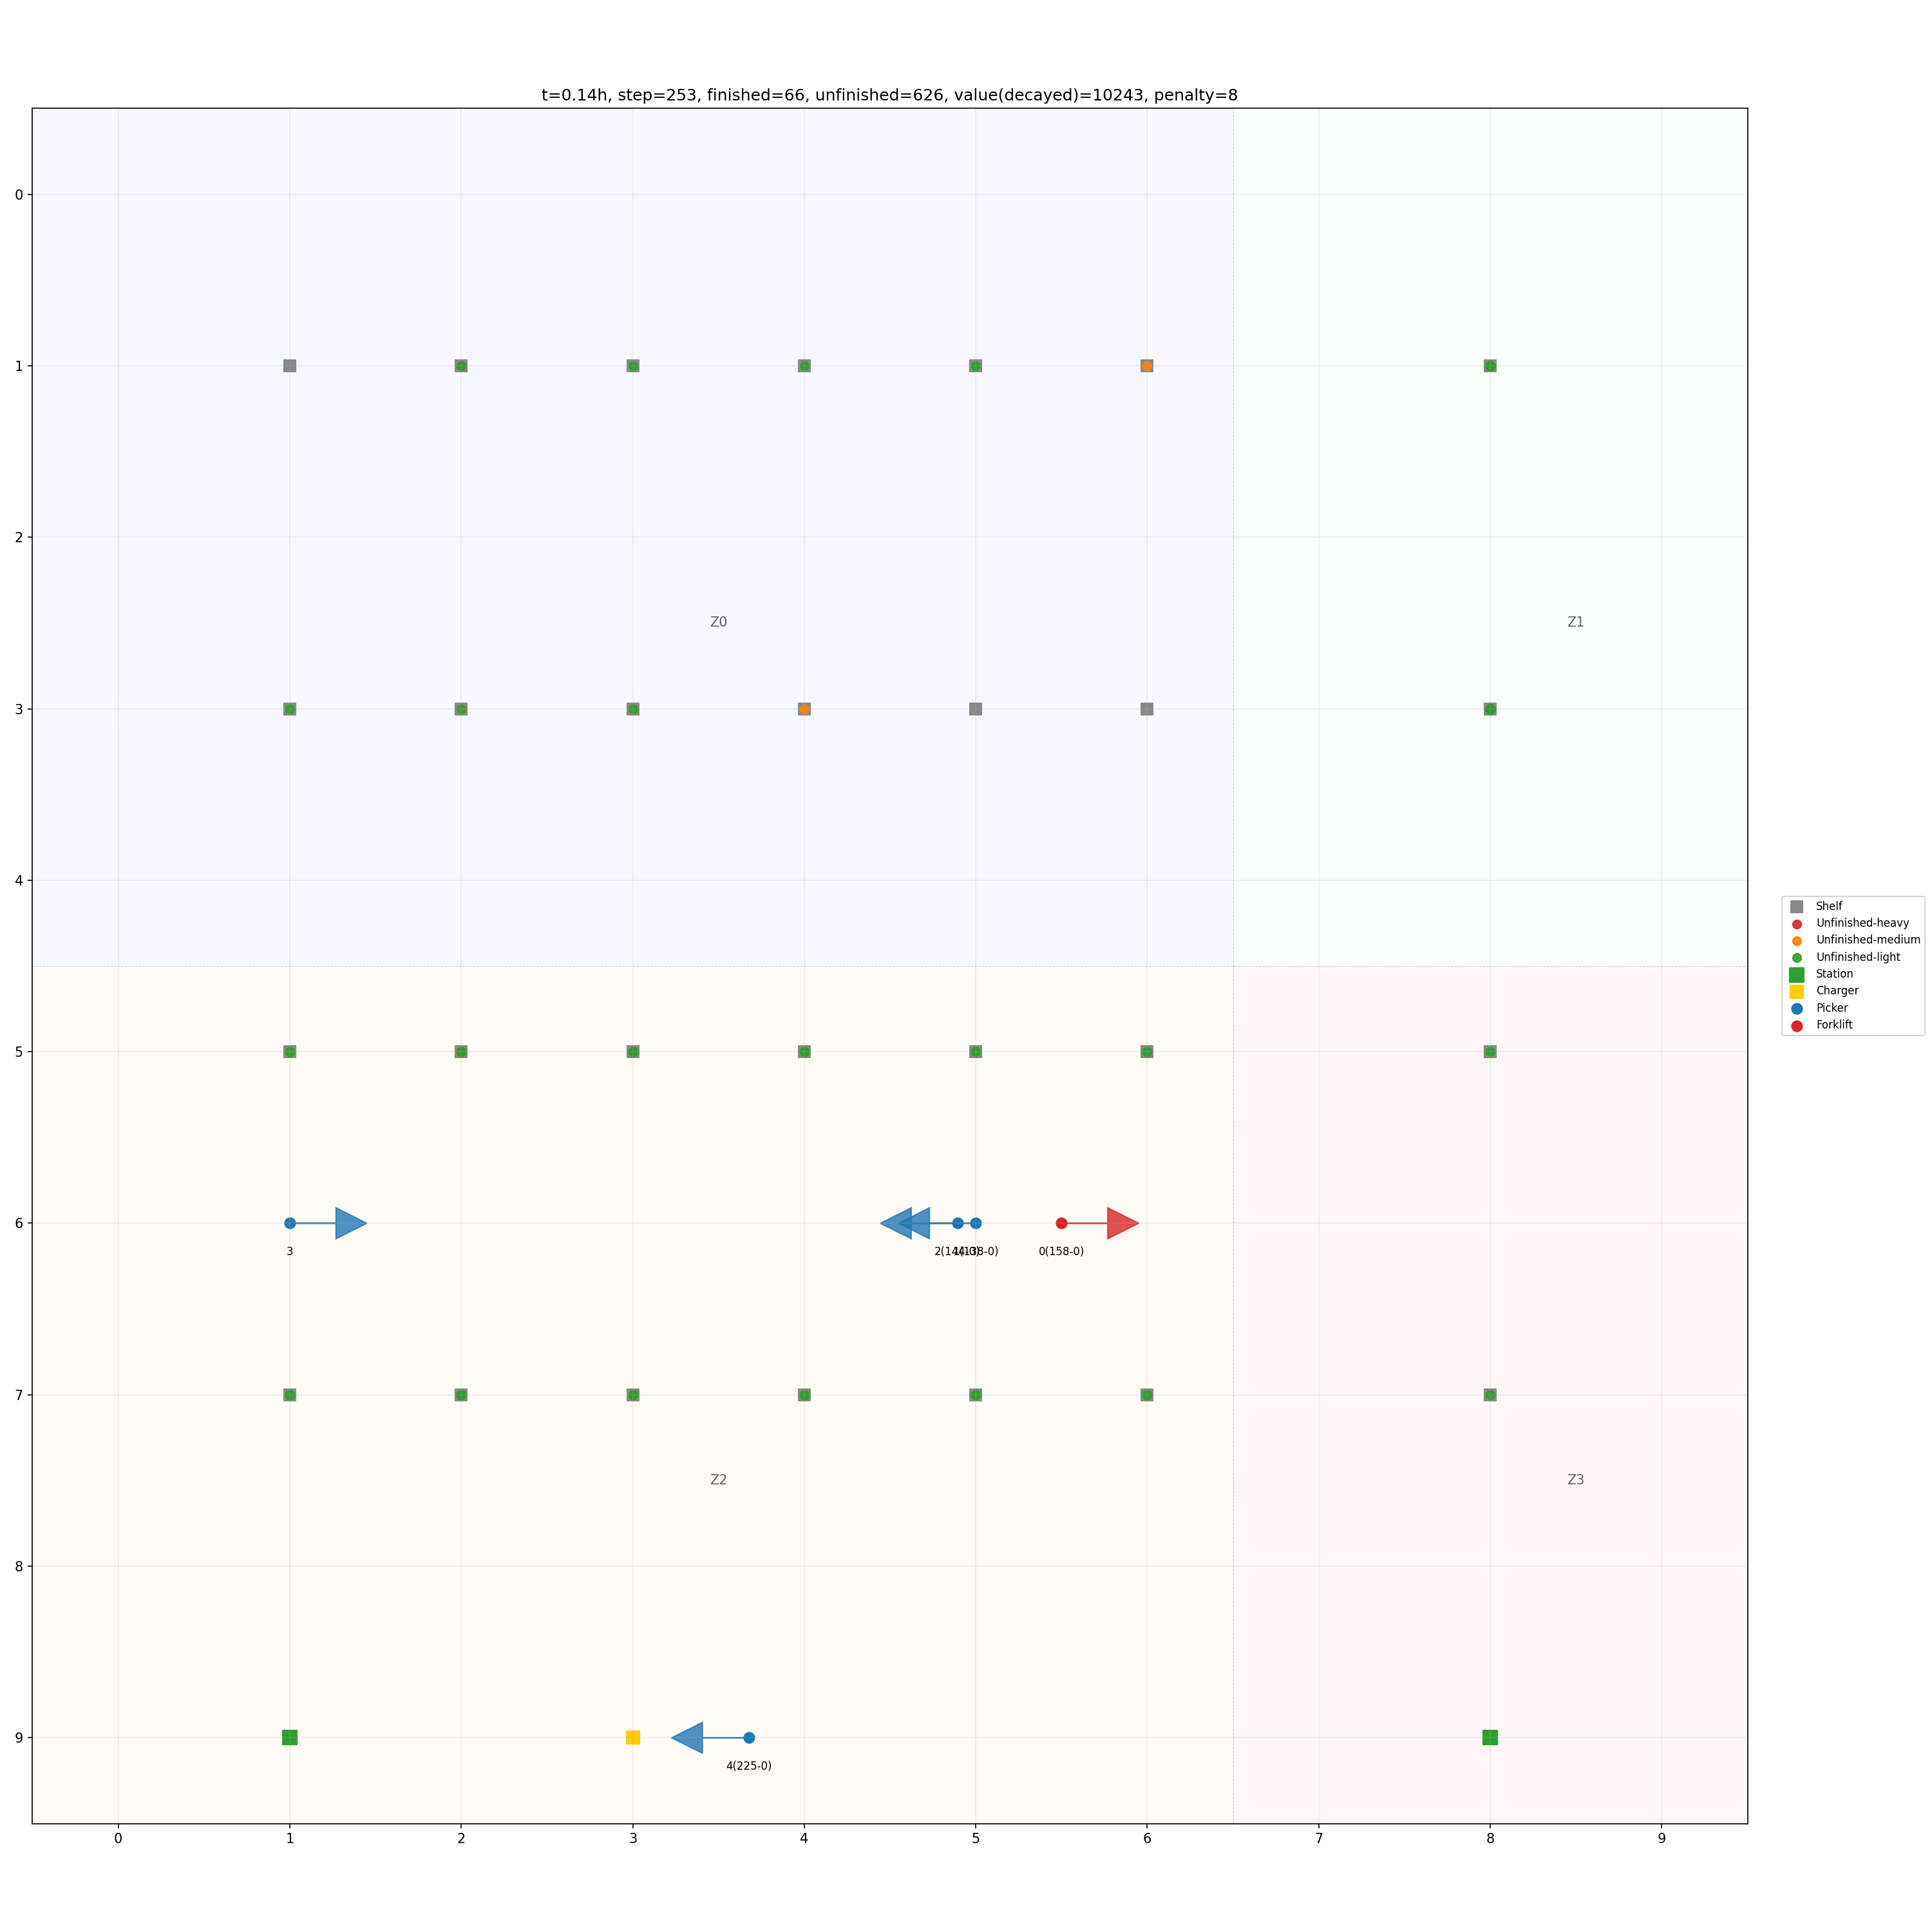 t=0.14h, step=253, finished=66, unfinished=626, value(decayed)=10243, penalty=8
0
1
2
Z0
Z1
3
4
Shelf
Unfinished-heavy
Unfinished-medium
Unfinished-light
Station
Charger
Picker
Forklift
5
6
3
0(158-0)
7
Z2
Z3
8
9
4(225-0)
0 1 2 3 4 5 6 7 8 9